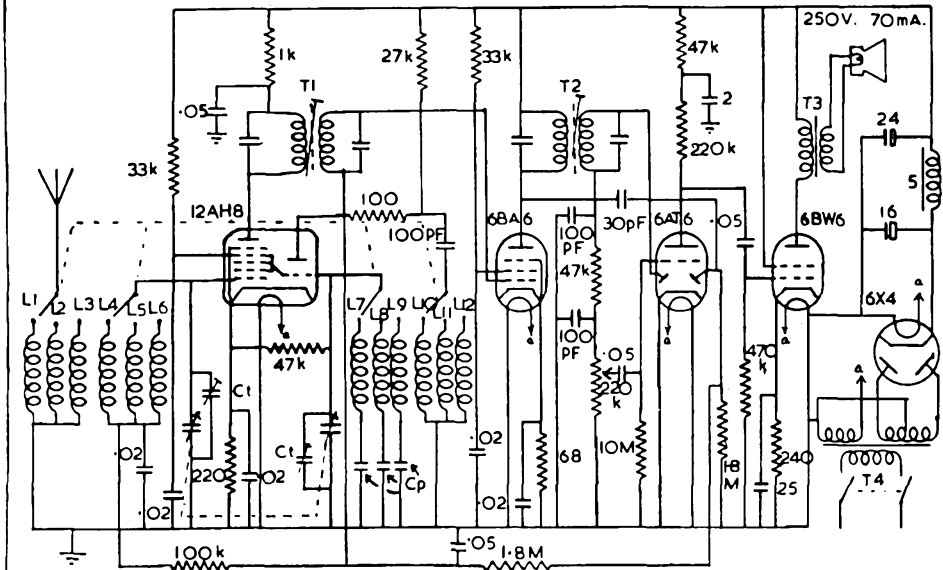 250V. 70mA.
1k
27k
33k
47k
T1
T2
T3
.05
2
24
33k
220k
5
100
16
12AH8
100PF
6BA6
100 PF
30pF
6AT6
.05
6BW6
6X4
a
a
L1
L2
L3
L4
L5
L6
L7
L8
L9
L10
L11
L12
47k
100 PF
.05
220 k
470 k
a
a
a
a
47k
Ct
Ct
Cp
.02
.02
220
.02
.02
.02
68
10M
1·8 M
240
25
T4
.05
100k
1·8M